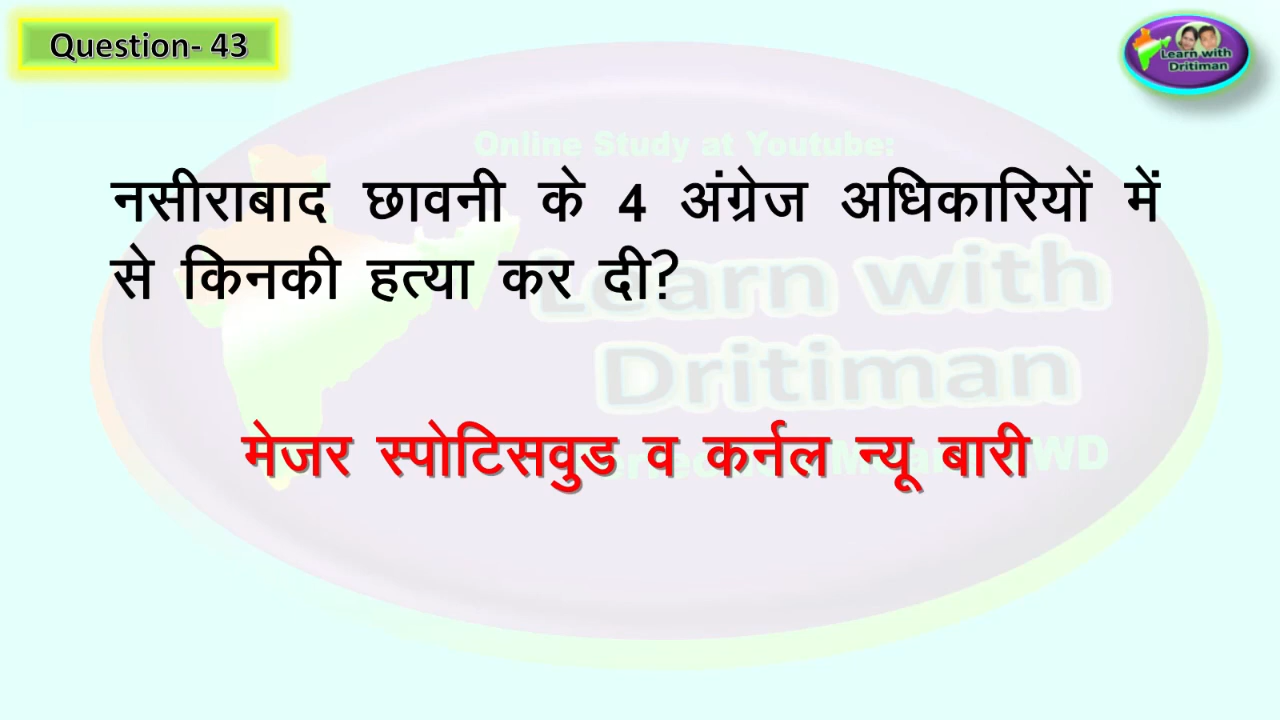 Question- 43
Learn with
Dritiman
Online Study at Youtube:
नसीराबाद छावनी के 4 अंग्रेज अधिकारियों में
से किनकी हत्या कर दी?
Learn with
Dritiman
मेजर स्पोटिसवुड व कर्नल न्यू बारी